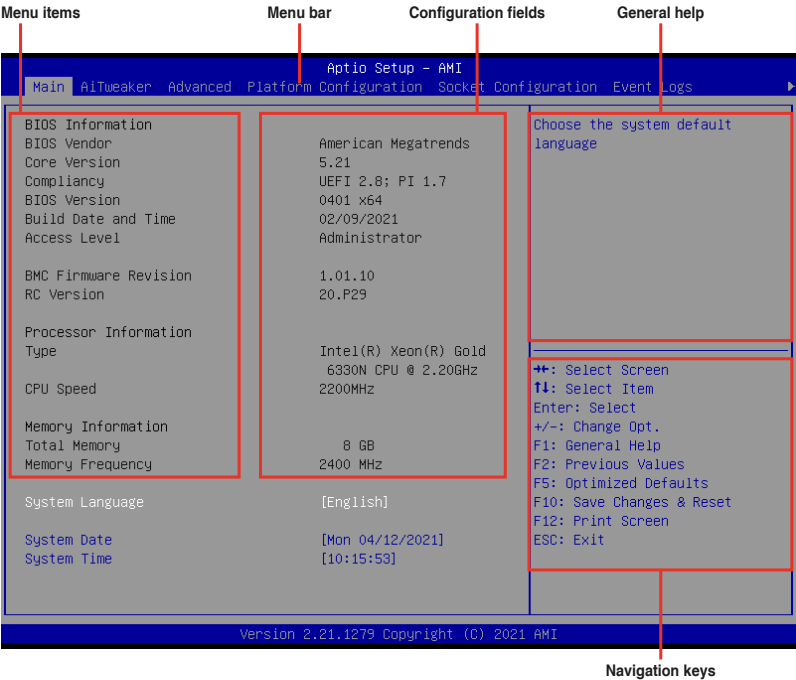 Menu items Menu bar Configuration fields General help
Aptio Setup – AMI
Main AiTweaker Advanced Platform Configuration Socket Configuration Event Logs
BIOS Information
BIOS Vendor American Megatrends
Core Version 5.21
Compliancy UEFI 2.8; PI 1.7
BIOS Version 0401 x64
Build Date and Time 02/09/2021
Access Level Administrator
BMC Firmware Revision 1.01.10
RC Version 20.P29
Processor Information
Type Intel(R) Xeon(R) Gold
6330N CPU @ 2.20GHz
CPU Speed 2200MHz
Memory Information
Total Memory 8 GB
Memory Frequency 2400 MHz
System Language [English]
System Date [Mon 04/12/2021]
System Time [10:15:53]
Choose the system default
language
→←: Select Screen
↑↓: Select Item
Enter: Select
+/-: Change Opt.
F1: General Help
F2: Previous Values
F5: Optimized Defaults
F10: Save Changes & Reset
F12: Print Screen
ESC: Exit
Version 2.21.1279 Copyright (C) 2021 AMI
Navigation keys